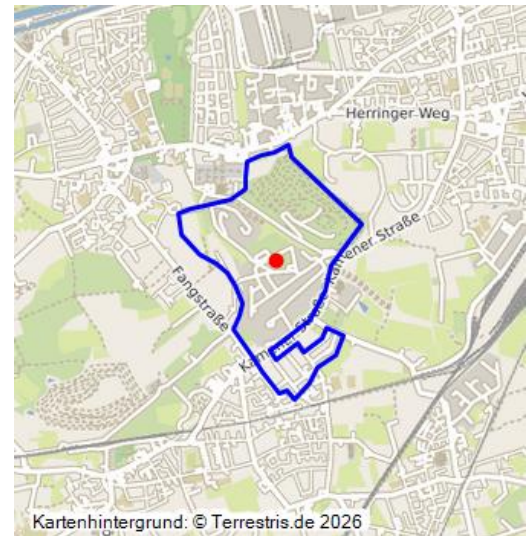 Herringer Weg
Kamener Straße
Fangstraße
Kamener Straße
Kartenhintergrund: © Terrestris.de 2026